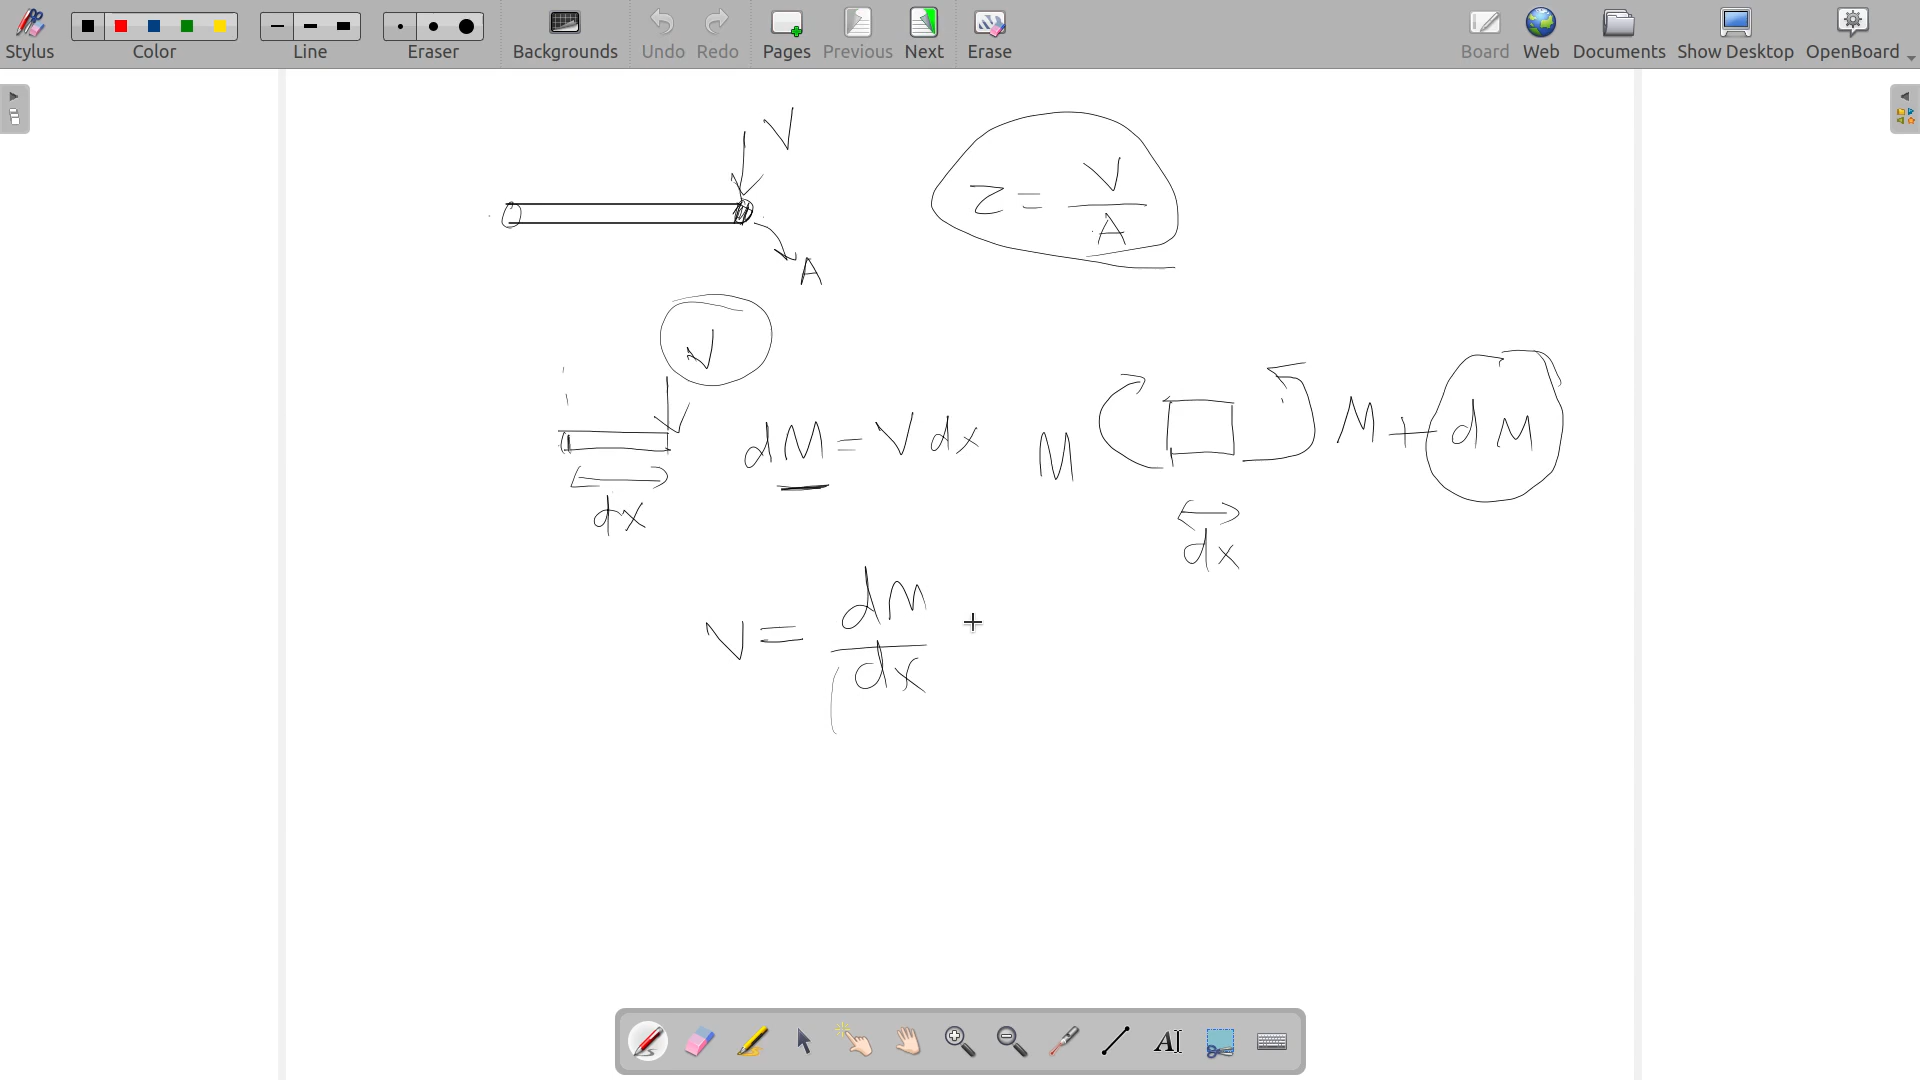 Stylus Color Line Eraser Backgrounds Undo Redo Pages Previous Next Erase Board Web Documents Show Desktop OpenBoard
V
A
τ = V / A
V
dx
dM = V dx
M
M + dM
dx
V = dM / dx
AI